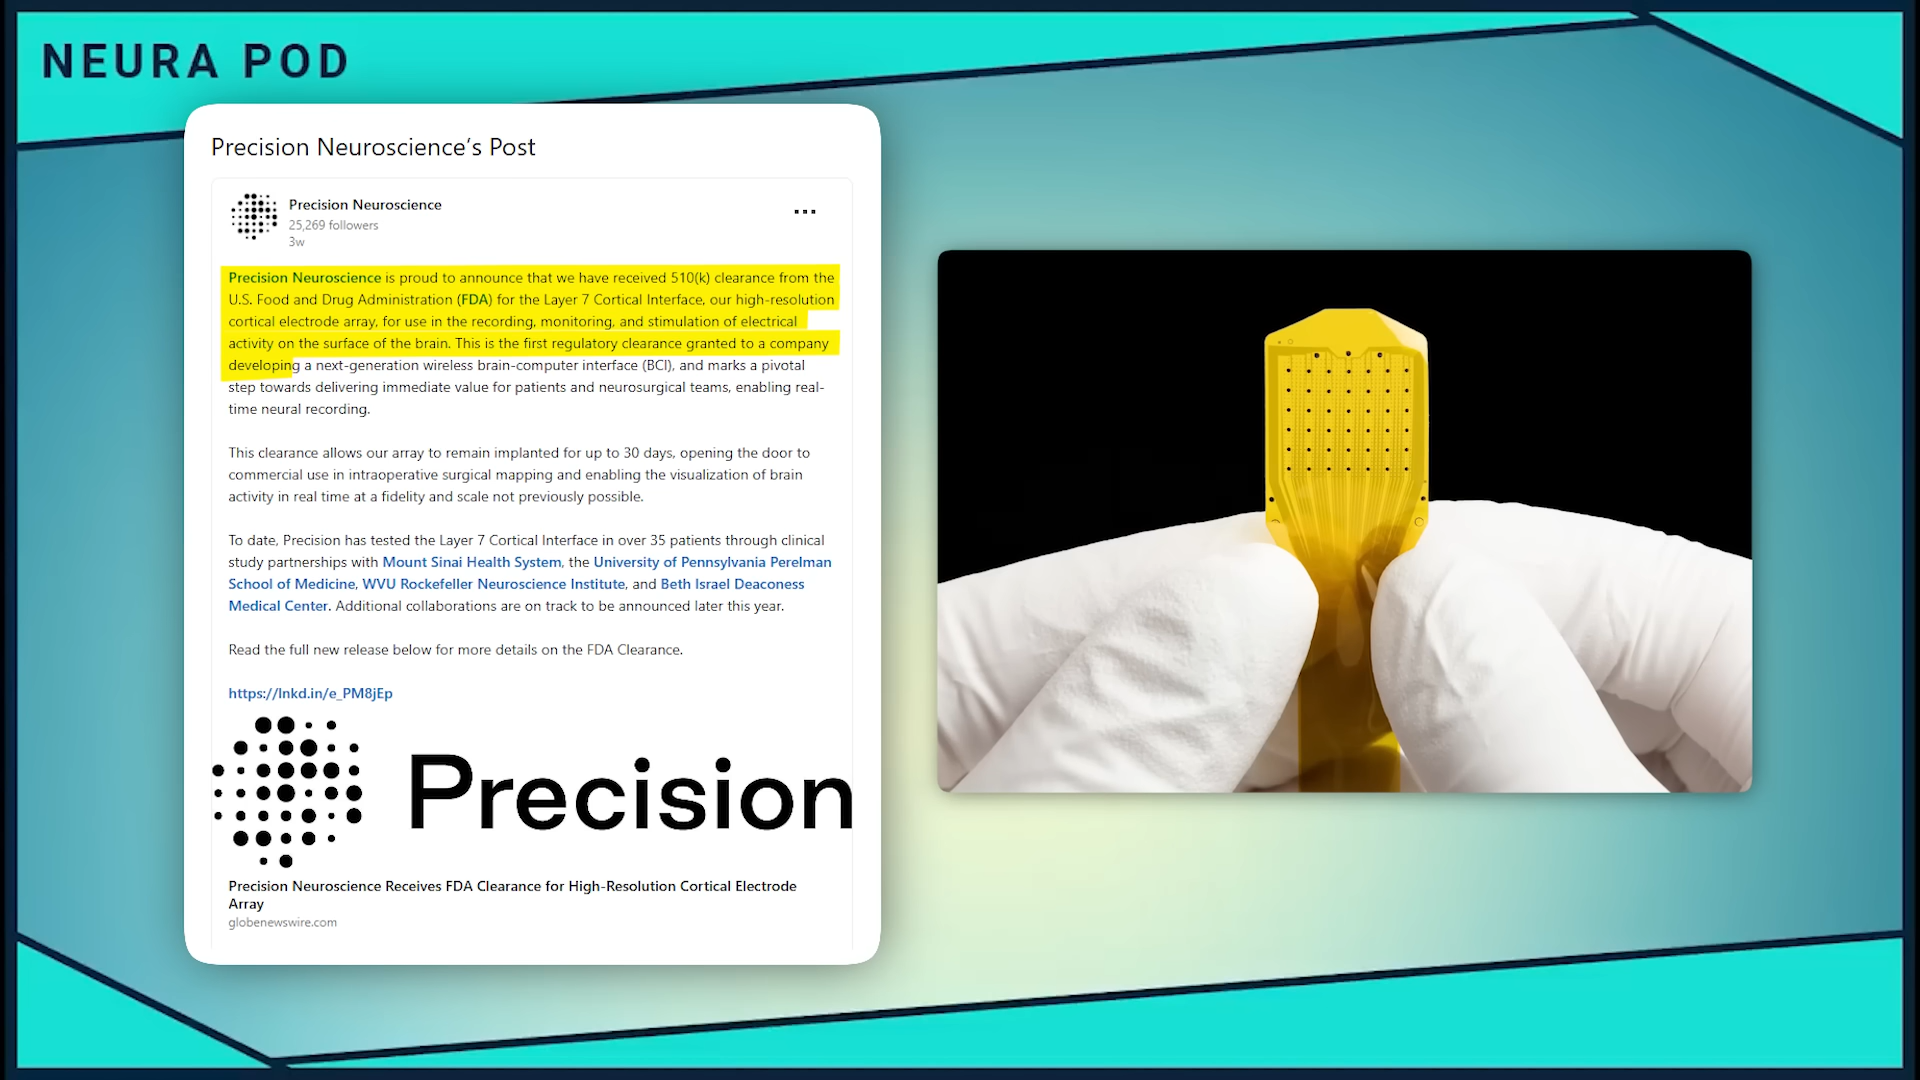 NEURA POD
Precision Neuroscience’s Post
Precision Neuroscience
25,269 followers
3w
Precision Neuroscience is proud to announce that we have received 510(k) clearance from the
U.S. Food and Drug Administration (FDA) for the Layer 7 Cortical Interface, our high-resolution
cortical electrode array, for use in the recording, monitoring, and stimulation of electrical
activity on the surface of the brain. This is the first regulatory clearance granted to a company
developing a next-generation wireless brain-computer interface (BCI), and marks a pivotal
step towards delivering immediate value for patients and neurosurgical teams, enabling real-
time neural recording.
This clearance allows our array to remain implanted for up to 30 days, opening the door to
commercial use in intraoperative surgical mapping and enabling the visualization of brain
activity in real time at a fidelity and scale not previously possible.
To date, Precision has tested the Layer 7 Cortical Interface in over 35 patients through clinical
study partnerships with Mount Sinai Health System, the University of Pennsylvania Perelman
School of Medicine, WVU Rockefeller Neuroscience Institute, and Beth Israel Deaconess
Medical Center. Additional collaborations are on track to be announced later this year.
Read the full new release below for more details on the FDA Clearance.
https://lnkd.in/e_PM8jEp
Precision
Precision Neuroscience Receives FDA Clearance for High-Resolution Cortical Electrode
Array
globenewswire.com